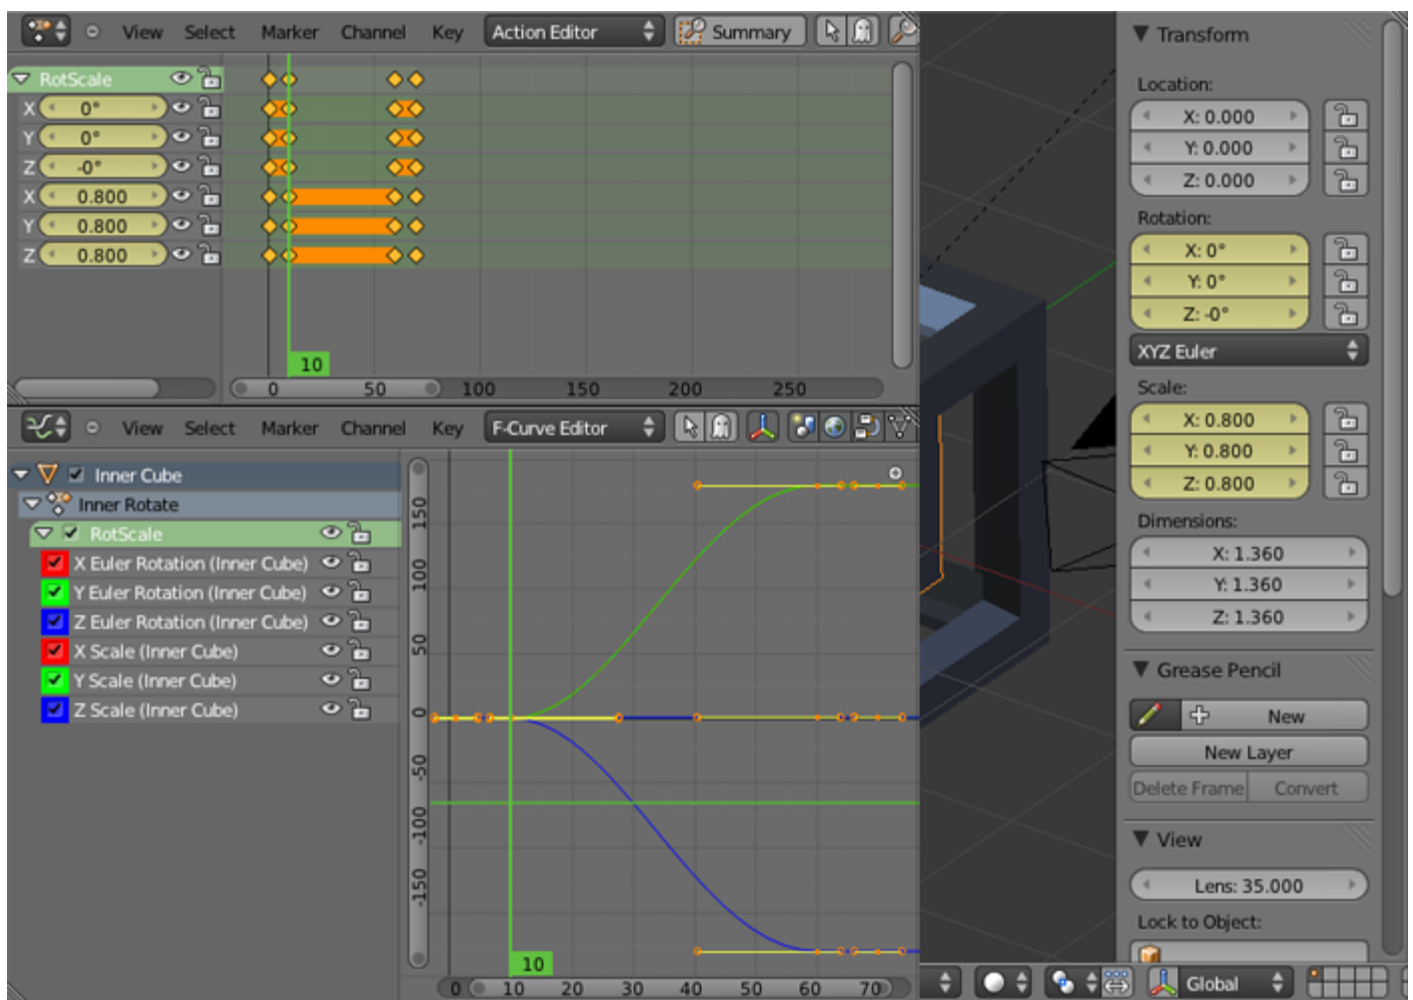 View Select Marker Channel Key Action Editor Summary
RotScale
X 0°
Y 0°
Z -0°
X 0.800
Y 0.800
Z 0.800
10
0 50 100 150 200 250
View Select Marker Channel Key F-Curve Editor
Inner Cube
Inner Rotate
RotScale
X Euler Rotation (Inner Cube)
Y Euler Rotation (Inner Cube)
Z Euler Rotation (Inner Cube)
X Scale (Inner Cube)
Y Scale (Inner Cube)
Z Scale (Inner Cube)
150
100
50
0
-50
-100
-150
10
0 10 20 30 40 50 60 70
Transform
Location:
X: 0.000
Y: 0.000
Z: 0.000
Rotation:
X: 0°
Y: 0°
Z: -0°
XYZ Euler
Scale:
X: 0.800
Y: 0.800
Z: 0.800
Dimensions:
X: 1.360
Y: 1.360
Z: 1.360
Grease Pencil
New
New Layer
Delete Frame Convert
View
Lens: 35.000
Lock to Object:
Global